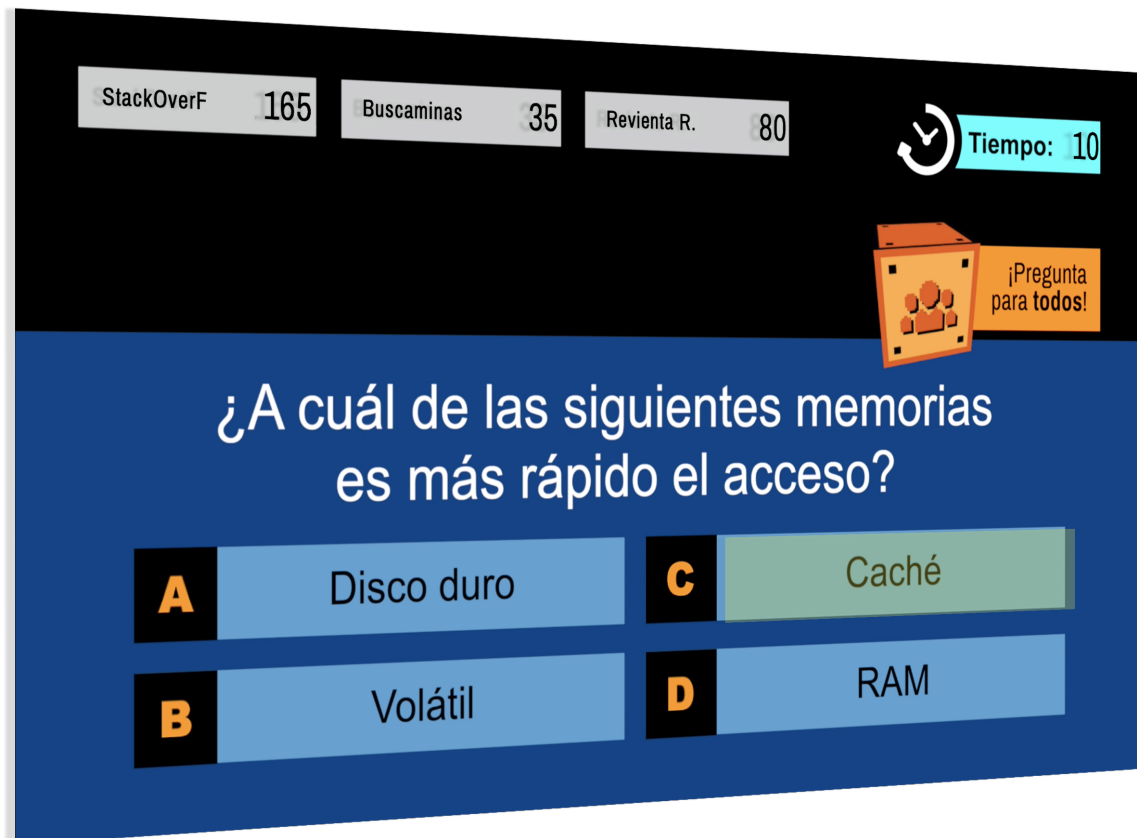 StackOverF 165
Buscaminas 35
Revienta R. 80
Tiempo: 10
¡Pregunta
para todos!
¿A cuál de las siguientes memorias
es más rápido el acceso?
A Disco duro
C Caché
B Volátil
D RAM